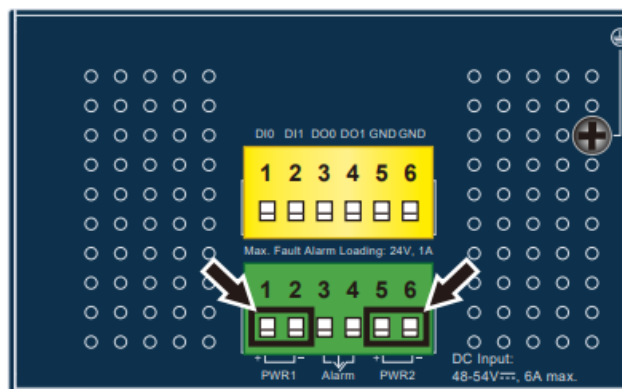 DI0 DI1 DO0 DO1 GND GND
1 2 3 4 5 6
Max. Fault Alarm Loading: 24V, 1A
1 2 3 4 5 6
+ − + −
PWR1 Alarm PWR2
DC Input:
48-54V⎓, 6A max.